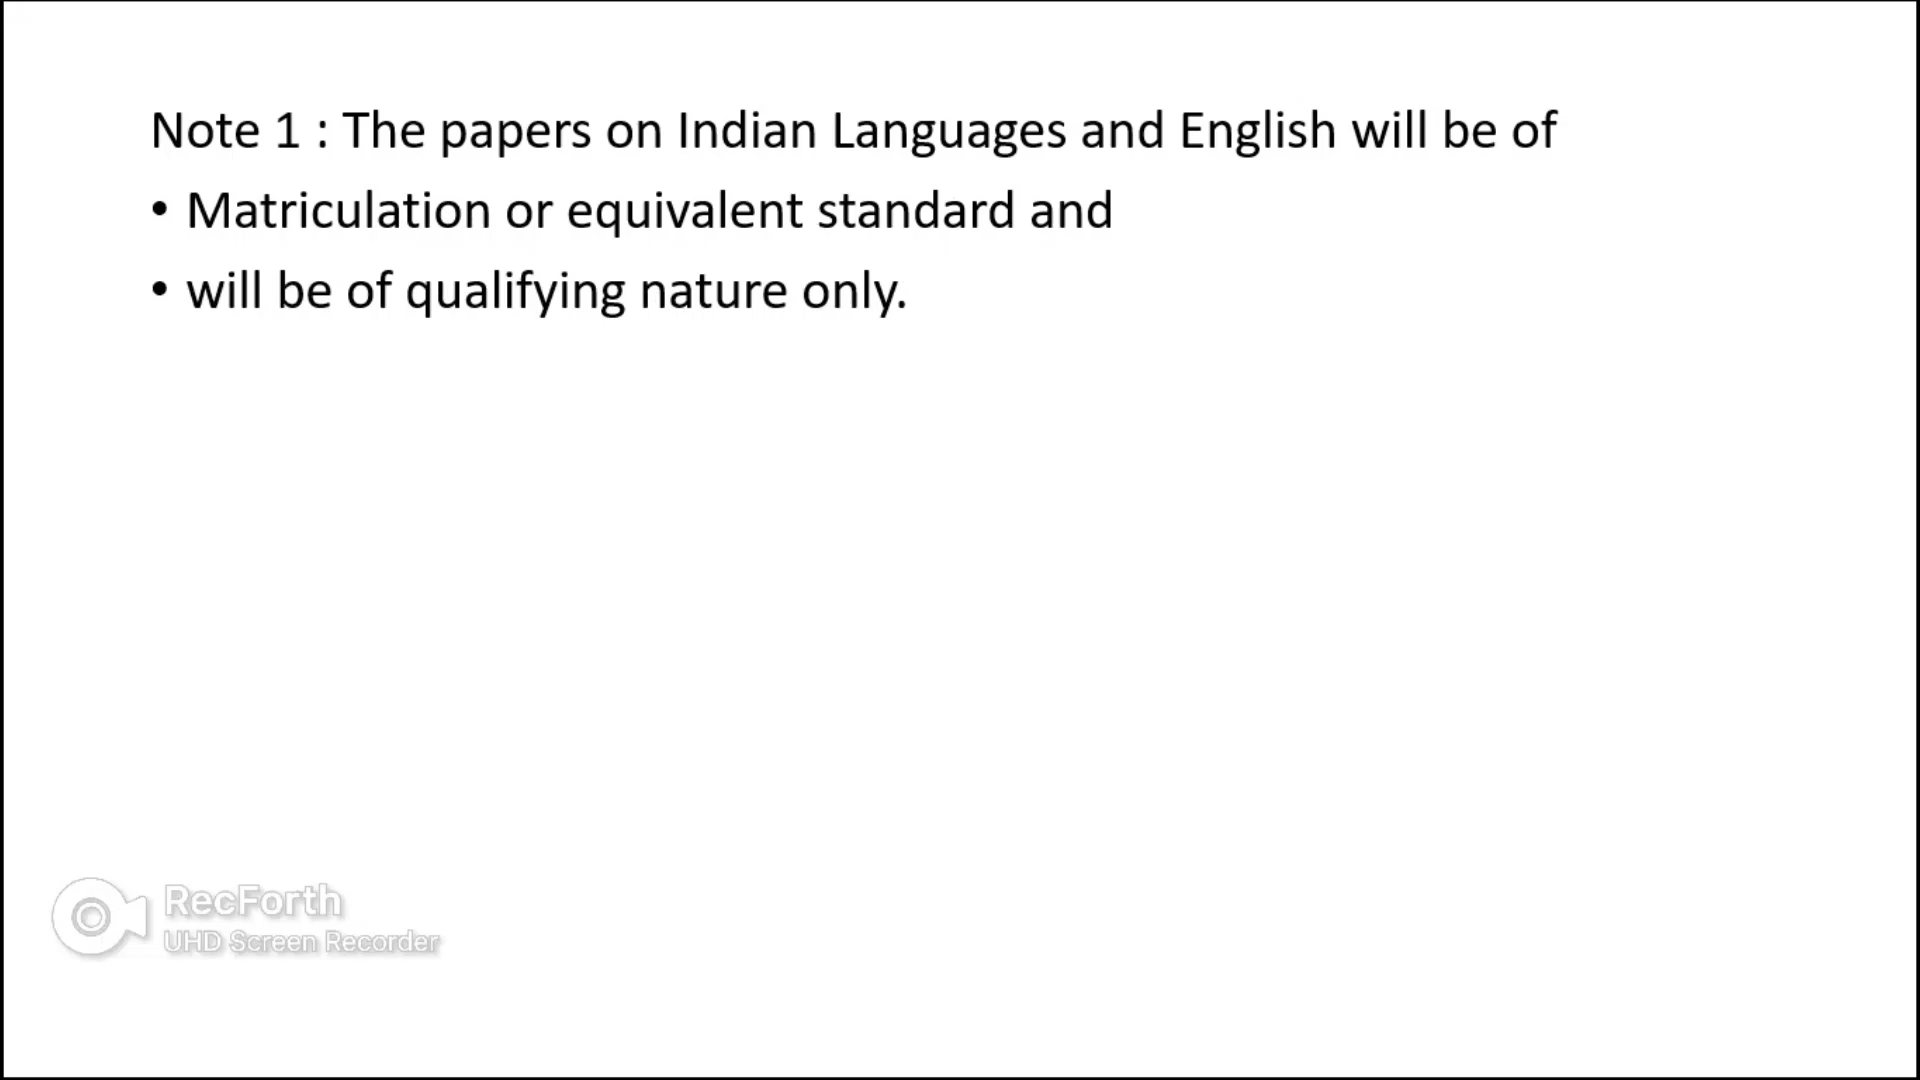 Note 1 : The papers on Indian Languages and English will be of
• Matriculation or equivalent standard and
• will be of qualifying nature only.
RecForth
UHD Screen Recorder